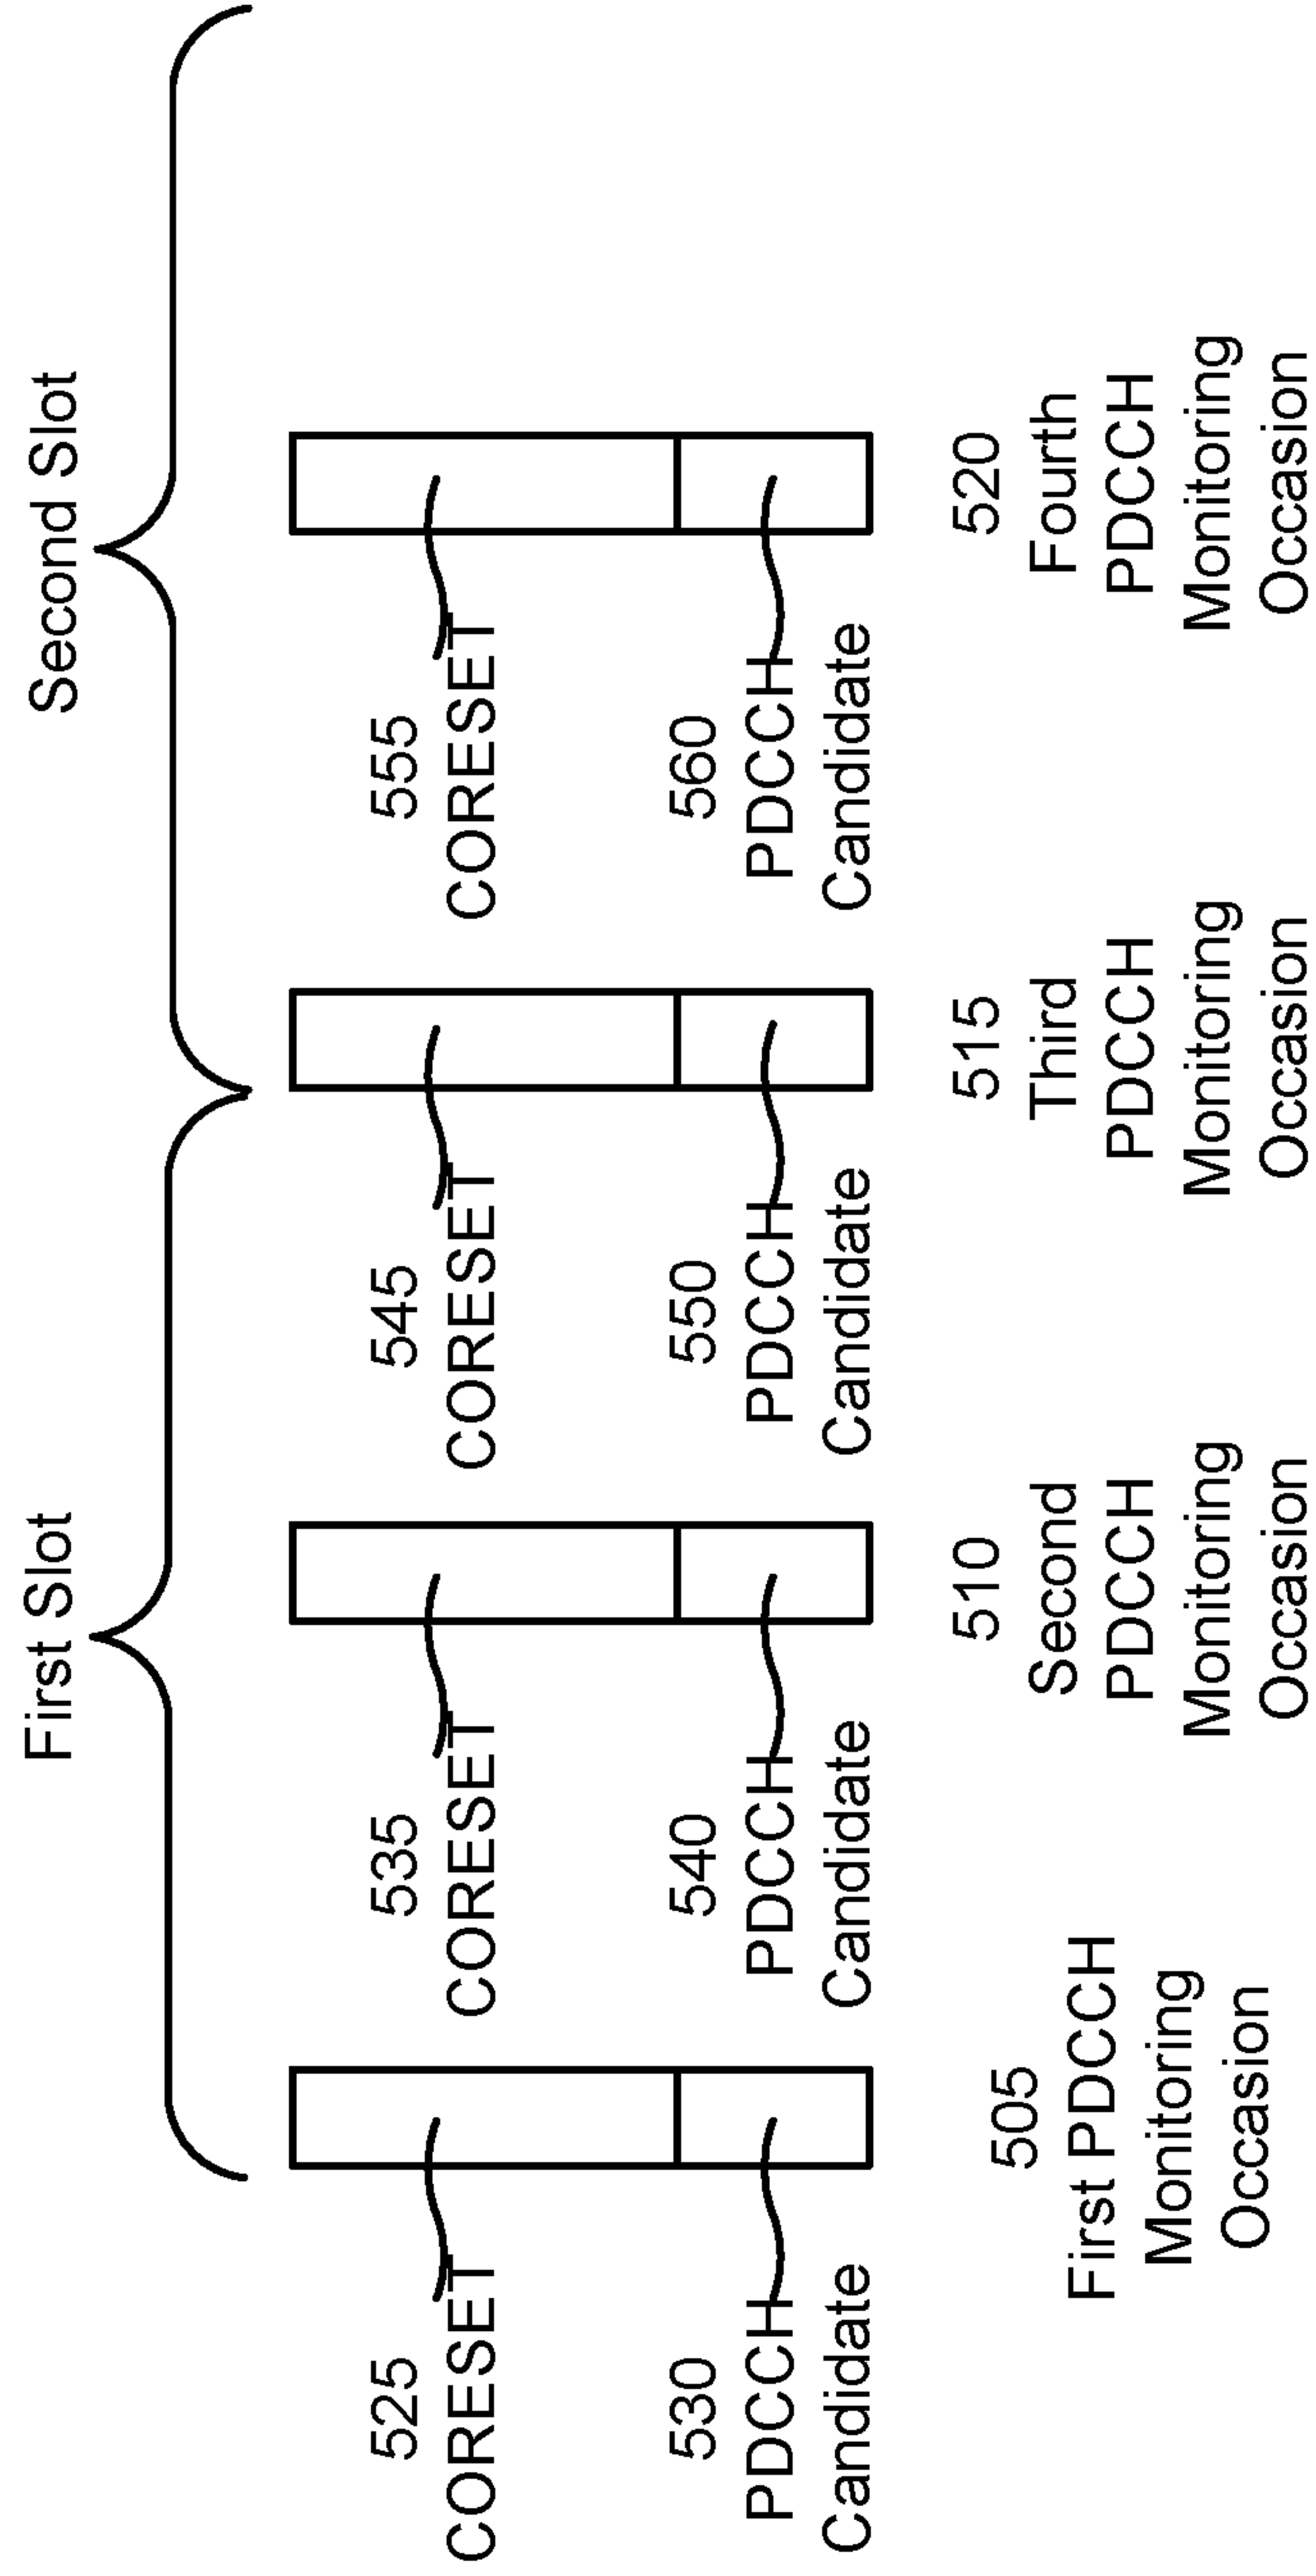 First Slot
Second Slot
525
CORESET
530
PDCCH
Candidate
535
CORESET
540
PDCCH
Candidate
545
CORESET
550
PDCCH
Candidate
555
CORESET
560
PDCCH
Candidate
505
First PDCCH
Monitoring
Occasion
510
Second
PDCCH
Monitoring
Occasion
515
Third
PDCCH
Monitoring
Occasion
520
Fourth
PDCCH
Monitoring
Occasion